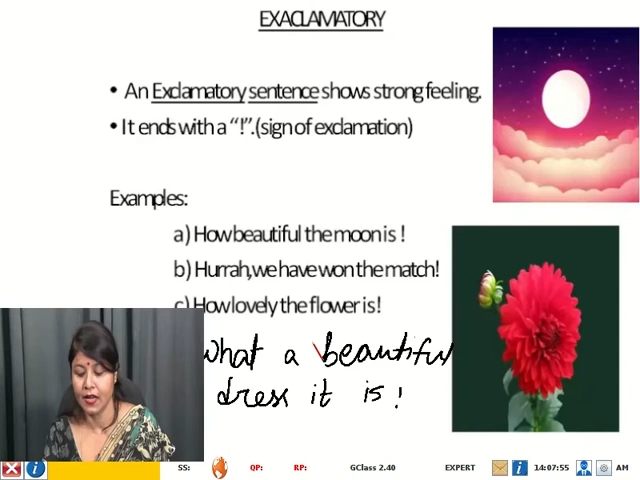 EXACLAMATORY
• An Exclamatory sentence shows strong feeling.
• It ends with a “!”.(sign of exclamation)
Examples:
a) How beautiful the moon is !
b) Hurrah,we have won the match!
c) How lovely the flower is!
what a beautiful
dress it is!
SS: QP: RP: GClass 2.40 EXPERT 14:07:55 AM